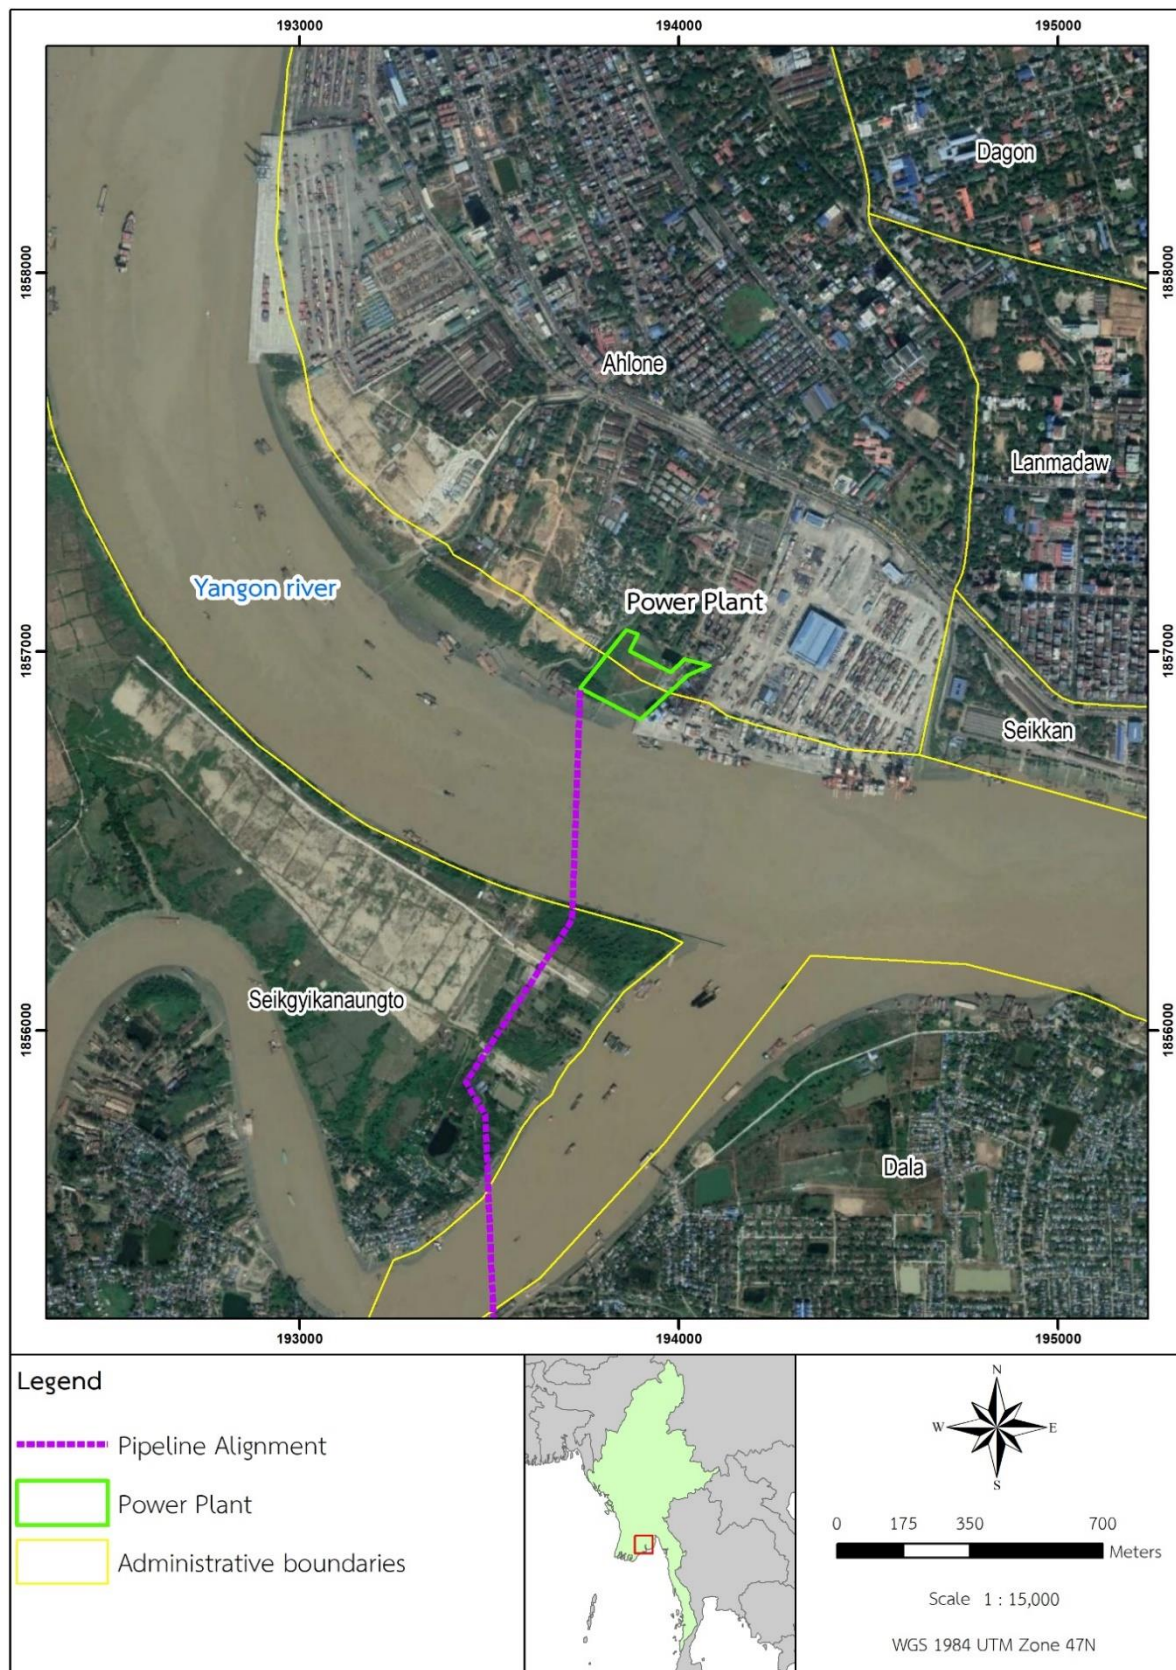 193000
194000
195000
Dagon
1858000
1858000
Ahlone
Lanmadaw
Yangon river
Power Plant
1857000
1857000
Seikkan
Seikgyikanaungto
1856000
1856000
Dala
193000
194000
195000
Legend
Pipeline Alignment
Power Plant
Administrative boundaries
N
W
E
S
0 175 350 700
Meters
Scale 1 : 15,000
WGS 1984 UTM Zone 47N